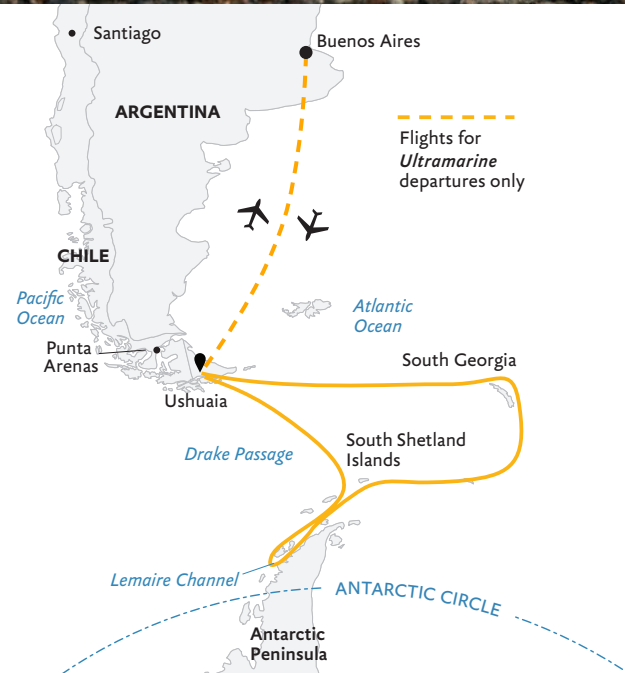 Santiago
Buenos Aires
ARGENTINA
Flights for
Ultramarine
departures only
CHILE
Pacific
Ocean
Atlantic
Ocean
Punta
Arenas
South Georgia
Ushuaia
Drake Passage
South Shetland
Islands
Lemaire Channel
ANTARCTIC CIRCLE
Antarctic
Peninsula